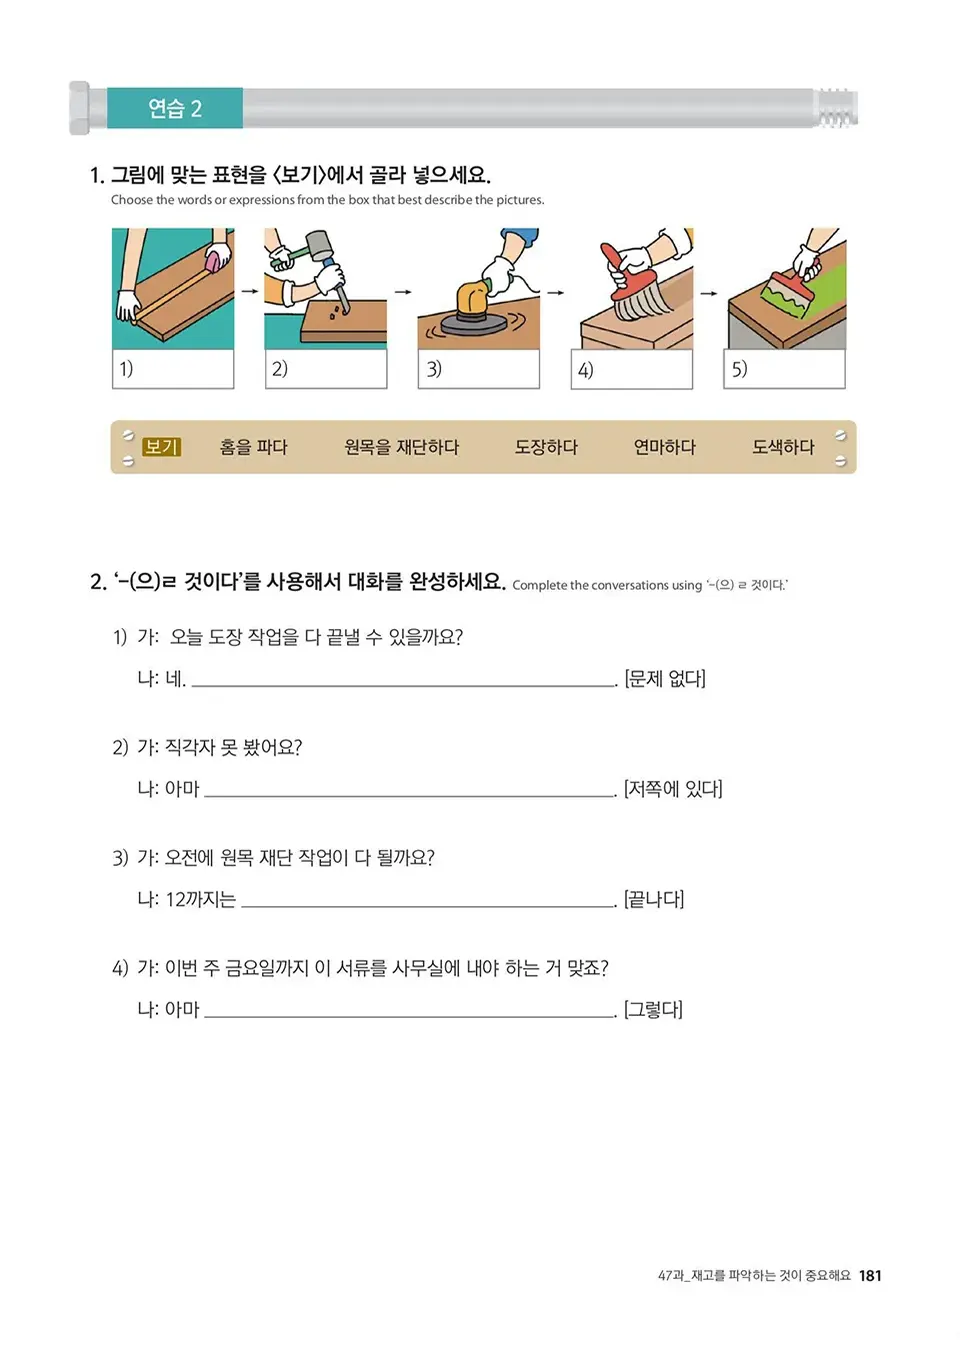 연습 2
1. 그림에 맞는 표현을 〈보기〉에서 골라 넣으세요.
Choose the words or expressions from the box that best describe the pictures.
1) 2) 3) 4) 5)
보기 홈을 파다 원목을 재단하다 도장하다 연마하다 도색하다
2. ‘-(으)ㄹ 것이다’를 사용해서 대화를 완성하세요. Complete the conversations using ‘-(으) ㄹ 것이다.’
1) 가: 오늘 도장 작업을 다 끝낼 수 있을까요?
나: 네. ______. [문제 없다]
2) 가: 직각자 못 봤어요?
나: 아마 ______. [저쪽에 있다]
3) 가: 오전에 원목 재단 작업이 다 될까요?
나: 12까지는 ______. [끝나다]
4) 가: 이번 주 금요일까지 이 서류를 사무실에 내야 하는 거 맞죠?
나: 아마 ______. [그렇다]
47과_재고를 파악하는 것이 중요해요 181